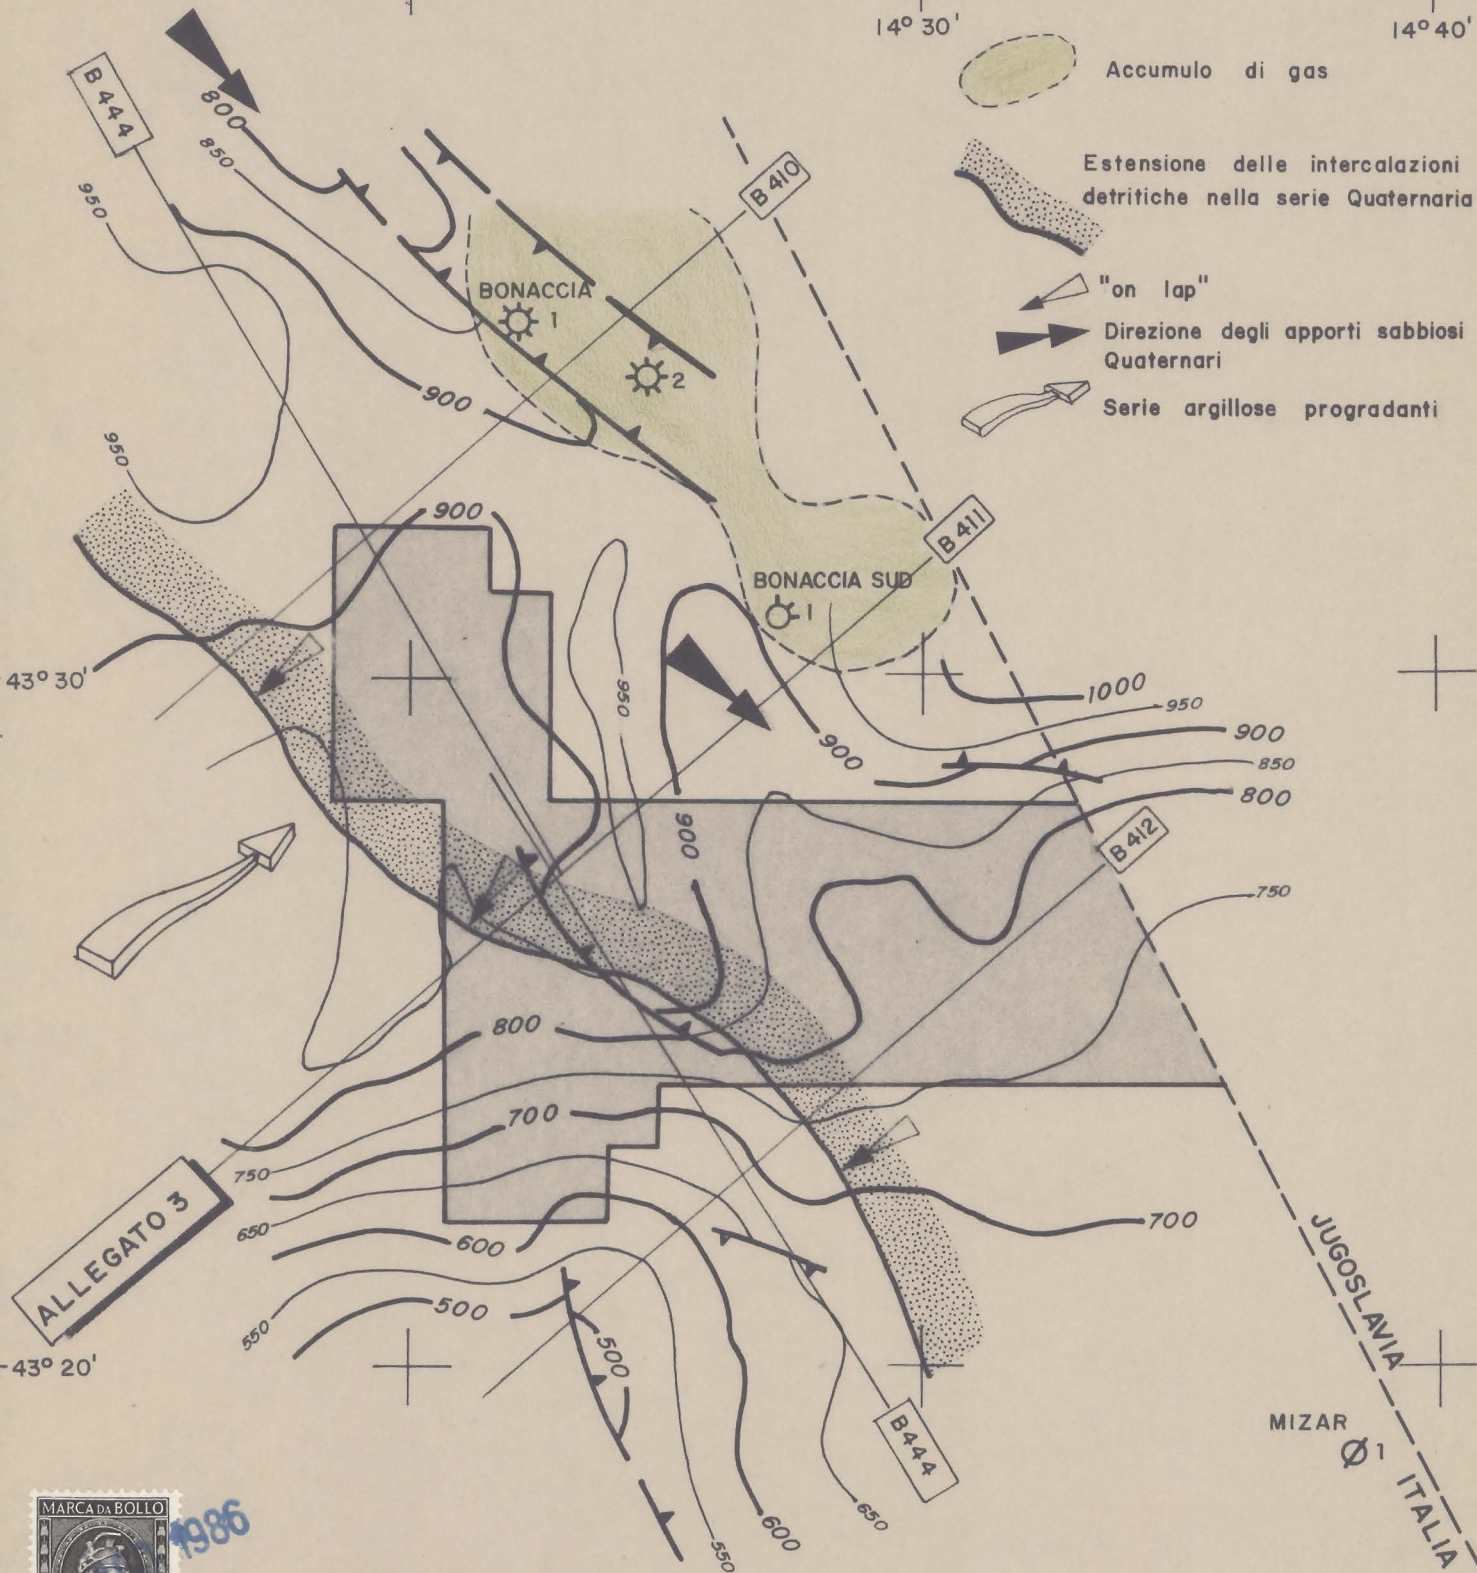 14° 30'
14° 40'
Accumulo di gas
Estensione delle intercalazioni
detritiche nella serie Quaternaria
"on lap"
Direzione degli apporti sabbiosi
Quaternari
Serie argillose progradanti
B 444
800
850
950
B 410
BONACCIA
1
2
900
950
900
B 411
BONACCIA SUD
1
43° 30'
950
1000
950
900
900
850
800
900
B 412
750
800
700
750
ALLEGATO 3
650
600
700
500
550
500
43° 20'
JUGOSLAVIA
ITALIA
MIZAR
1
B444
650
600
550
MARCA DA BOLLO
1986